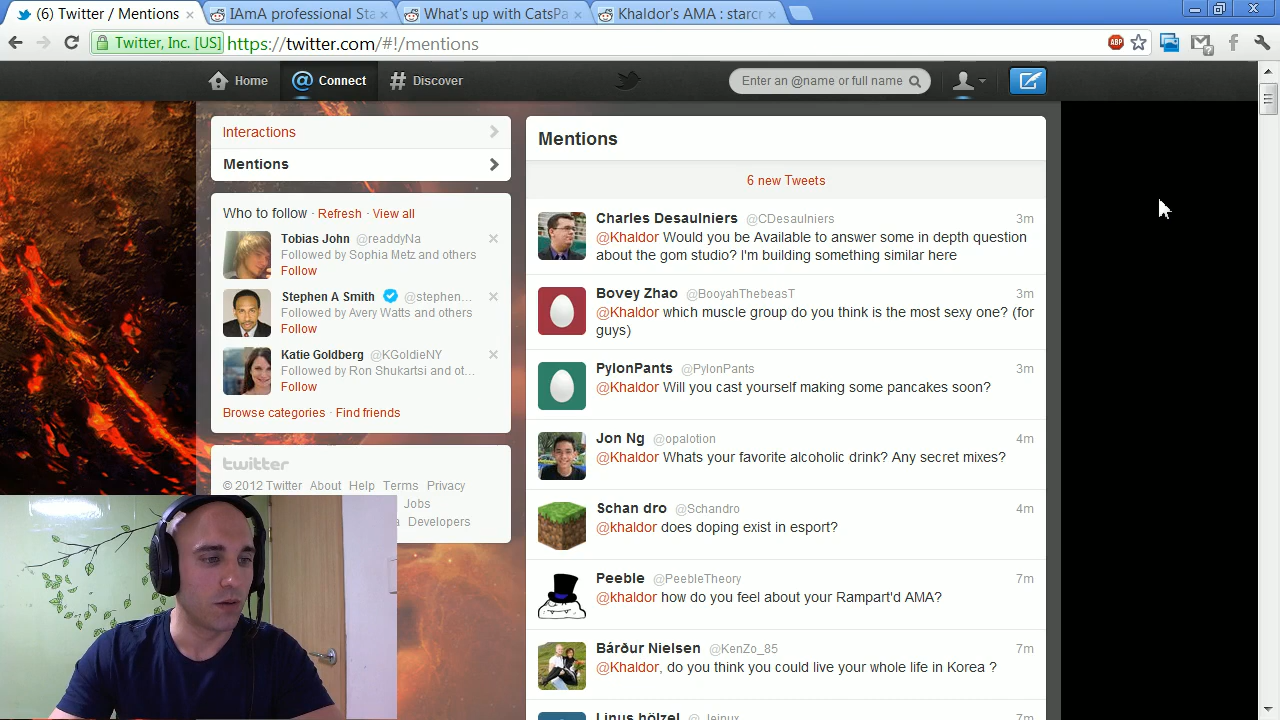 (6) Twitter / Mentions
IAmA professional Sta
What's up with CatsPa
Khaldor's AMA : starcr
Twitter, Inc. [US] https://twitter.com/#!/mentions
ABP
Home
Connect
# Discover
Enter an @name or full name
Interactions
Mentions
Who to follow · Refresh · View all
Tobias John @readdyNa
Followed by Sophia Metz and others
Follow
Stephen A Smith @stephen...
Followed by Avery Watts and others
Follow
Katie Goldberg @KGoldieNY
Followed by Ron Shukartsi and ot...
Follow
Browse categories · Find friends
twitter
© 2012 Twitter About Help Terms Privacy
Jobs
Developers
Mentions
6 new Tweets
Charles Desaulniers @CDesaulniers 3m
@Khaldor Would you be Available to answer some in depth question
about the gom studio? I'm building something similar here
Bovey Zhao @BooyahThebeasT 3m
@Khaldor which muscle group do you think is the most sexy one? (for
guys)
PylonPants @PylonPants 3m
@Khaldor Will you cast yourself making some pancakes soon?
Jon Ng @opalotion 4m
@Khaldor Whats your favorite alcoholic drink? Any secret mixes?
Schan dro @Schandro 4m
@khaldor does doping exist in esport?
Peeble @PeebleTheory 7m
@khaldor how do you feel about your Rampart'd AMA?
Bárður Nielsen @KenZo_85 7m
@Khaldor, do you think you could live your whole life in Korea ?
Linus hölzel @_Jeinux 7m